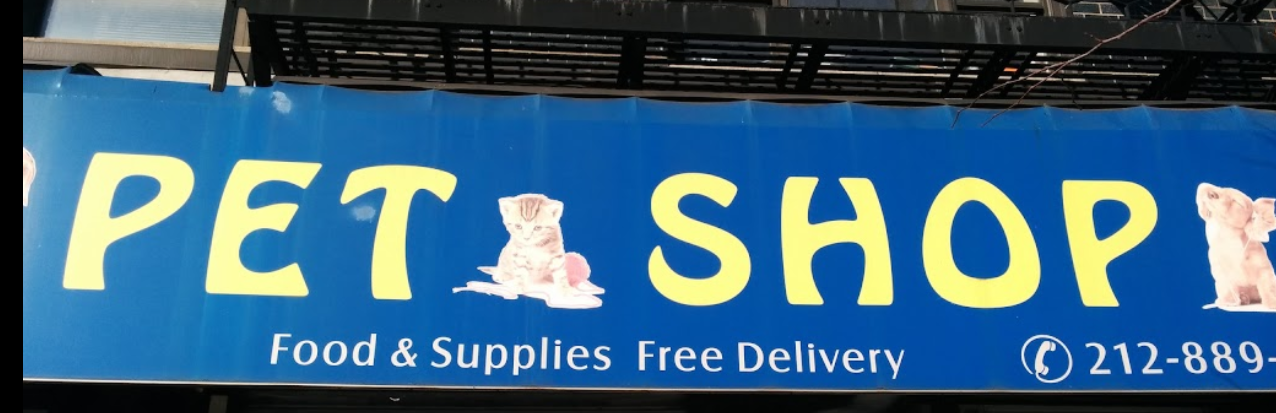 PET SHOP
Food & Supplies Free Delivery 212-889-